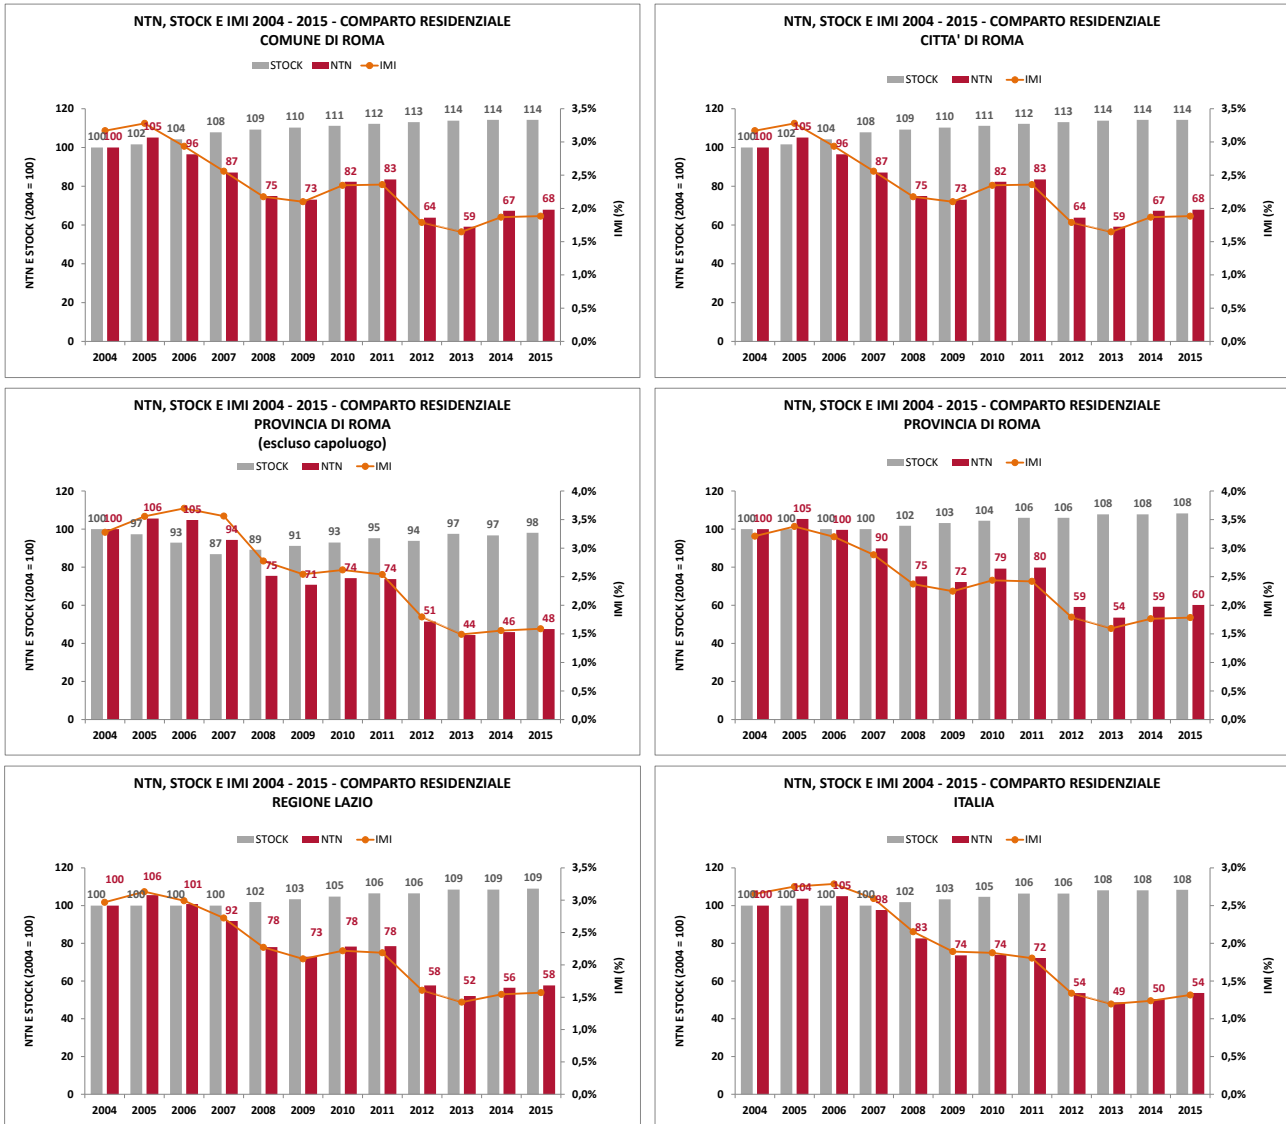 NTN, STOCK E IMI 2004 - 2015 - COMPARTO RESIDENZIALE
COMUNE DI ROMA
STOCK NTN IMI
NTN E STOCK (2004 = 100)
120 100 80 60 40 20 0
100 102 104 108 109 110 111 112 113 114 114 114
100 105 96 87 75 73 82 83 64 59 67 68
3,5% 3,0% 2,5% 2,0% 1,5% 1,0% 0,5% 0,0%
IMI (%)
2004 2005 2006 2007 2008 2009 2010 2011 2012 2013 2014 2015
NTN, STOCK E IMI 2004 - 2015 - COMPARTO RESIDENZIALE
CITTA' DI ROMA
STOCK NTN IMI
NTN E STOCK (2004 = 100)
120 100 80 60 40 20 0
100 102 104 108 109 110 111 112 113 114 114 114
100 105 96 87 75 73 82 83 64 59 67 68
3,5% 3,0% 2,5% 2,0% 1,5% 1,0% 0,5% 0,0%
IMI (%)
2004 2005 2006 2007 2008 2009 2010 2011 2012 2013 2014 2015
NTN, STOCK E IMI 2004 - 2015 - COMPARTO RESIDENZIALE
PROVINCIA DI ROMA
(escluso capoluogo)
STOCK NTN IMI
NTN E STOCK (2004 = 100)
120 100 80 60 40 20 0
100 97 93 87 89 91 93 95 94 97 97 98
100 106 105 94 75 71 74 74 51 44 46 48
4,0% 3,5% 3,0% 2,5% 2,0% 1,5% 1,0% 0,5% 0,0%
IMI (%)
2004 2005 2006 2007 2008 2009 2010 2011 2012 2013 2014 2015
NTN, STOCK E IMI 2004 - 2015 - COMPARTO RESIDENZIALE
PROVINCIA DI ROMA
STOCK NTN IMI
NTN E STOCK (2004 = 100)
120 100 80 60 40 20 0
100 100 100 100 102 103 104 106 106 108 108 108
100 105 100 90 75 72 79 80 59 54 59 60
4,0% 3,5% 3,0% 2,5% 2,0% 1,5% 1,0% 0,5% 0,0%
IMI (%)
2004 2005 2006 2007 2008 2009 2010 2011 2012 2013 2014 2015
NTN, STOCK E IMI 2004 - 2015 - COMPARTO RESIDENZIALE
REGIONE LAZIO
STOCK NTN IMI
NTN E STOCK (2004 = 100)
120 100 80 60 40 20 0
100 100 100 100 102 103 105 106 106 109 109 109
100 106 101 92 78 73 78 78 58 52 56 58
3,5% 3,0% 2,5% 2,0% 1,5% 1,0% 0,5% 0,0%
IMI (%)
2004 2005 2006 2007 2008 2009 2010 2011 2012 2013 2014 2015
NTN, STOCK E IMI 2004 - 2015 - COMPARTO RESIDENZIALE
ITALIA
STOCK NTN IMI
NTN E STOCK (2004 = 100)
120 100 80 60 40 20 0
100 100 100 100 102 103 105 106 106 108 108 108
100 104 105 98 83 74 74 72 54 49 50 54
3,0% 2,5% 2,0% 1,5% 1,0% 0,5% 0,0%
IMI (%)
2004 2005 2006 2007 2008 2009 2010 2011 2012 2013 2014 2015